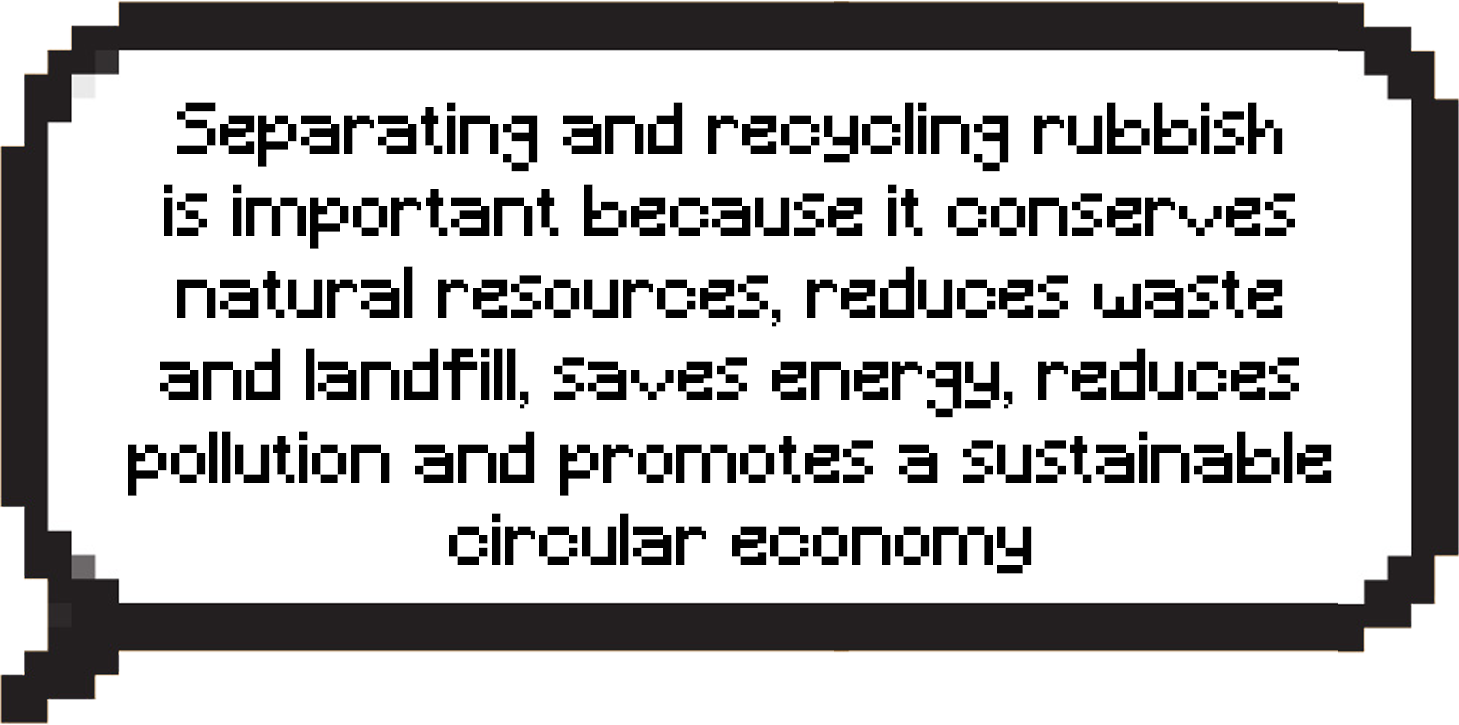 Separating and recycling rubbish
is important because it conserves
natural resources, reduces waste
and landfill, saves energy, reduces
pollution and promotes a sustainable
circular economy